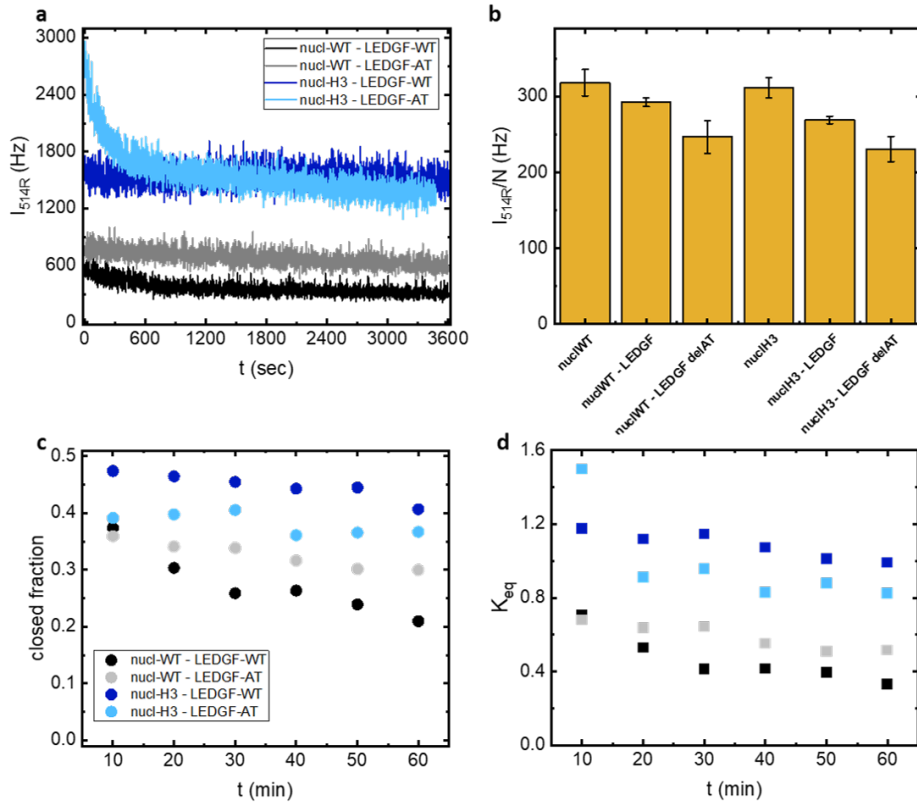 a
3000
2400
1800
1200
600
0
I514R (Hz)
nucl-WT - LEDGF-WT
nucl-WT - LEDGF-AT
nucl-H3 - LEDGF-WT
nucl-H3 - LEDGF-AT
0 600 1200 1800 2400 3000 3600
t (sec)
b
300
200
100
0
I514R/N (Hz)
nuclWT
nuclWT - LEDGF
nuclWT - LEDGF delAT
nuclH3
nuclH3 - LEDGF
nuclH3 - LEDGF delAT
c
0.5
0.4
0.3
0.2
0.1
0.0
closed fraction
nucl-WT - LEDGF-WT
nucl-WT - LEDGF-AT
nucl-H3 - LEDGF-WT
nucl-H3 - LEDGF-AT
10 20 30 40 50 60
t (min)
d
1.6
1.2
0.8
0.4
0.0
Keq
10 20 30 40 50 60
t (min)